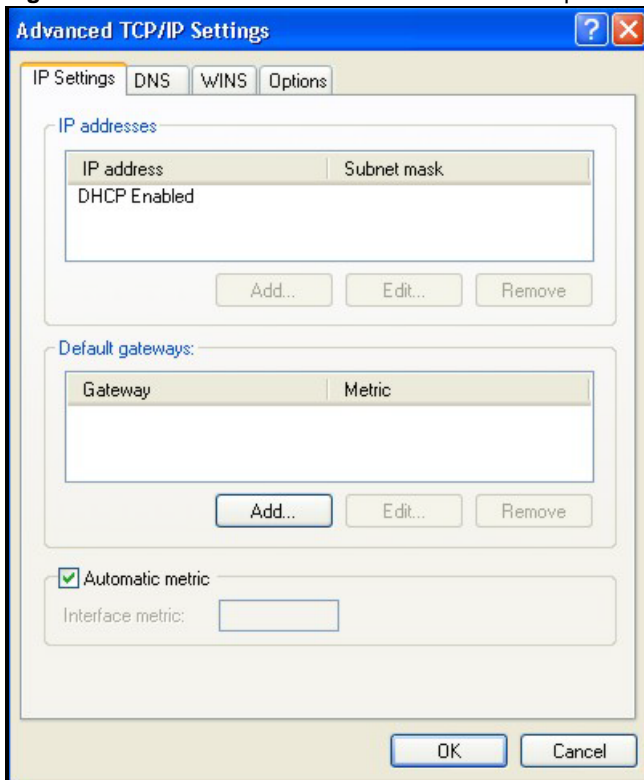 Advanced TCP/IP Settings
IP Settings DNS WINS Options
IP addresses
IP address Subnet mask
DHCP Enabled
Add... Edit... Remove
Default gateways:
Gateway Metric
Add... Edit... Remove
Automatic metric
Interface metric:
OK Cancel